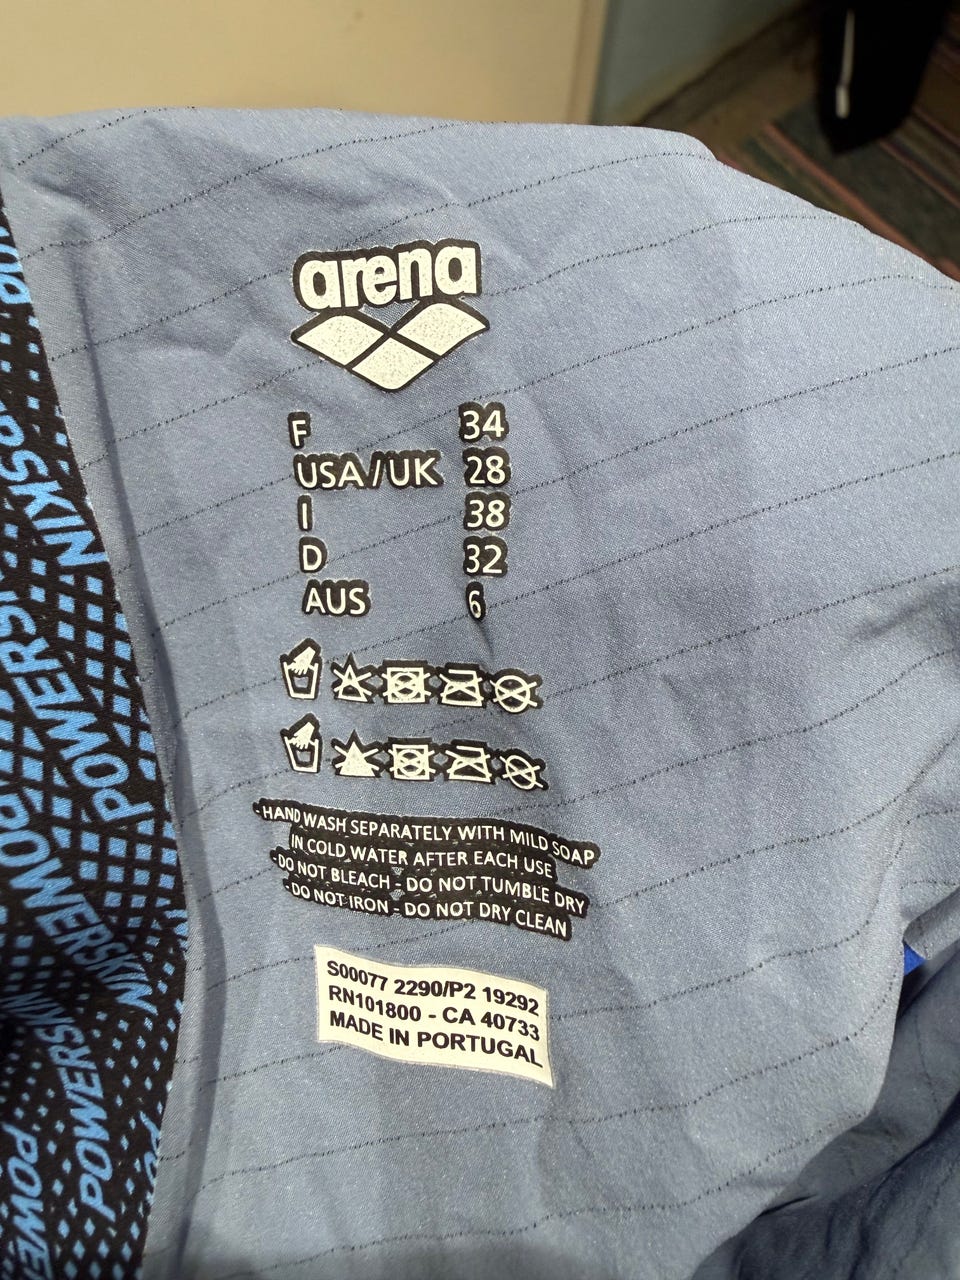 arena
F 34
USA/UK 28
I 38
D 32
AUS 6
-HAND WASH SEPARATELY WITH MILD SOAP
IN COLD WATER AFTER EACH USE
-DO NOT BLEACH - DO NOT TUMBLE DRY
-DO NOT IRON - DO NOT DRY CLEAN
S00077 2290/P2 19292
RN101800 - CA 40733
MADE IN PORTUGAL
POWERSKIN
POWERSKIN
POWERSKIN